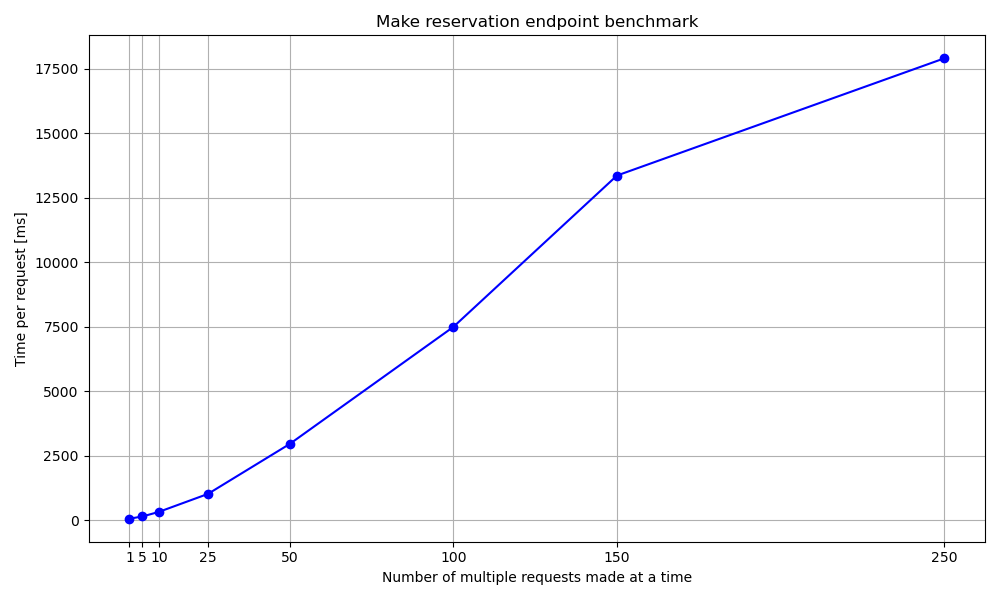 Make reservation endpoint benchmark
Time per request [ms]
17500
15000
12500
10000
7500
5000
2500
0
1 5 10 25 50 100 150 250
Number of multiple requests made at a time